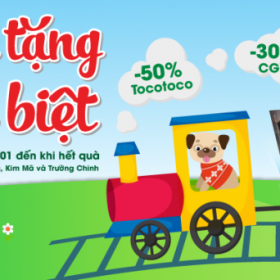 tặng
biệt
-50%
Tocotoco
-30
CG
01 đến khi hết quà
, Kim Mã và Trường Chinh